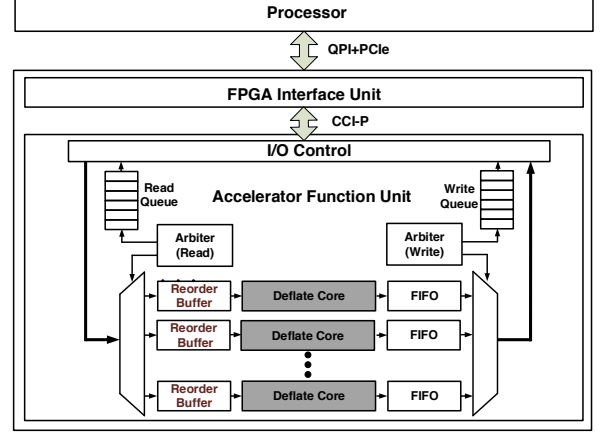 Processor
QPI+PCIe
FPGA Interface Unit
CCI-P
I/O Control
Read
Queue
Accelerator Function Unit
Write
Queue
Arbiter
(Read)
Arbiter
(Write)
Reorder
Buffer
Deflate Core
FIFO
Reorder
Buffer
Deflate Core
FIFO
Reorder
Buffer
Deflate Core
FIFO